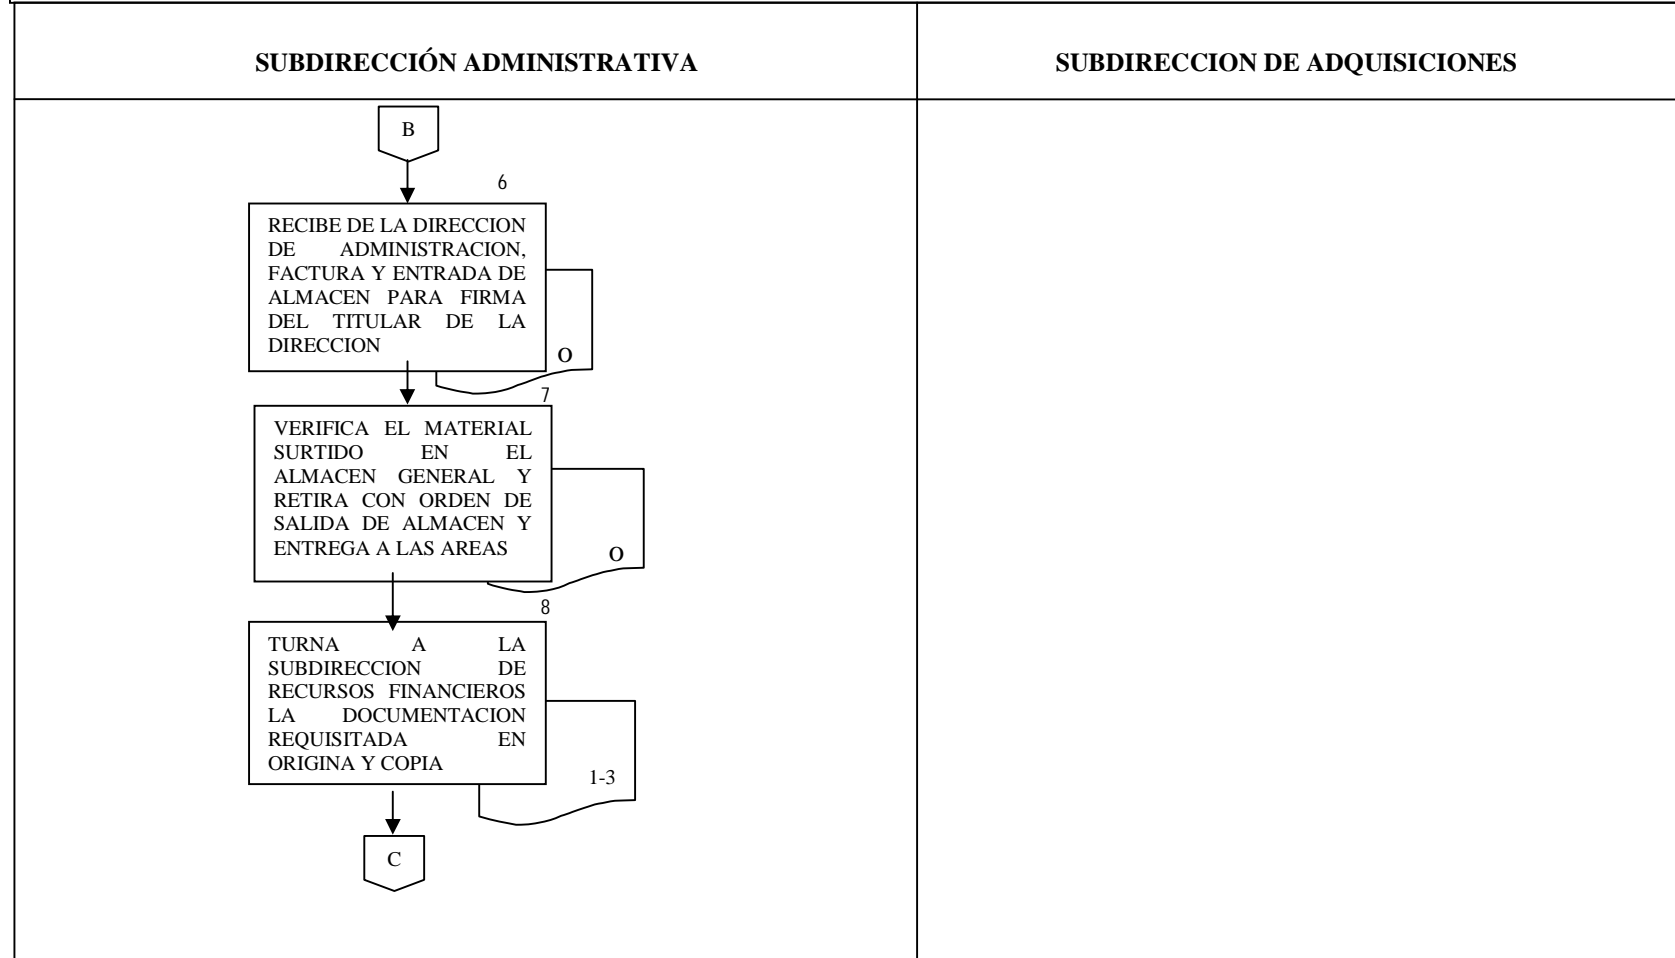 SUBDIRECCIÓN ADMINISTRATIVA
SUBDIRECCION DE ADQUISICIONES
B
6
RECIBE DE LA DIRECCION
DE ADMINISTRACION,
FACTURA Y ENTRADA DE
ALMACEN PARA FIRMA
DEL TITULAR DE LA
DIRECCION
O
7
VERIFICA EL MATERIAL
SURTIDO EN EL
ALMACEN GENERAL Y
RETIRA CON ORDEN DE
SALIDA DE ALMACEN Y
ENTREGA A LAS AREAS
O
8
TURNA A LA
SUBDIRECCION DE
RECURSOS FINANCIEROS
LA DOCUMENTACION
REQUISITADA EN
ORIGINA Y COPIA
1-3
C